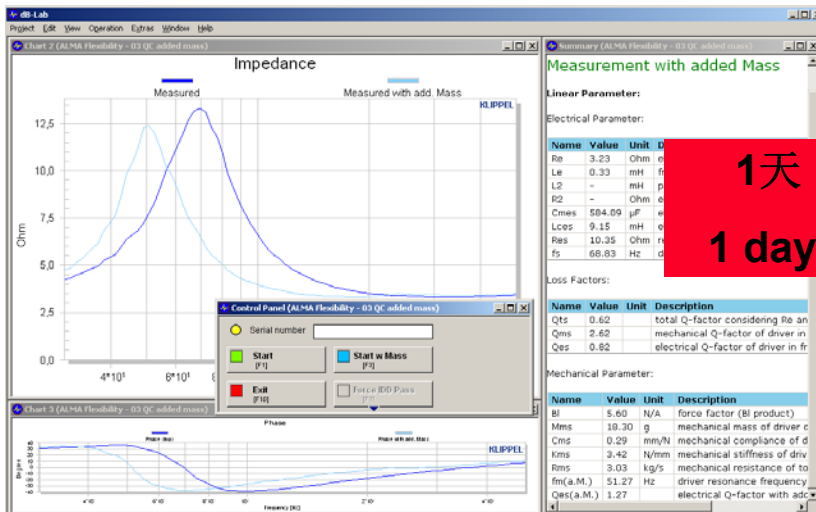 dB-Lab
Project Edit View Operation Extras Window Help
Chart 2 (ALMA Flexibility - 03 QC added mass)
Impedance
Measured Measured with add. Mass
KLIPPEL
12,5
10,0
7,5
5,0
2,5
0,0
Ohm
4*10¹ 6*10¹
Control Panel (ALMA Flexibility - 03 QC added mass)
Serial number
Start
[F1]
Start w Mass
[F3]
Exit
[F10]
Force IDD Pass
Chart 3 (ALMA Flexibility - 03 QC added mass)
Phase
KLIPPEL
Degree
Frequency [Hz]
Summary (ALMA Flexibility - 03 QC added mass)
Measurement with added Mass
Linear Parameter:
Electrical Parameter:
Name Value Unit D
Re 3.23 Ohm e
Le 0.33 mH fr
L2 - mH p
R2 - Ohm e
Cmes 584.09 µF e
Lces 9.15 mH e
Res 10.35 Ohm re
fs 68.83 Hz d
1天
1 day
Loss Factors:
Name Value Unit Description
Qts 0.62 total Q-factor considering Re an
Qms 2.62 mechanical Q-factor of driver in
Qes 0.82 electrical Q-factor of driver in fr
Mechanical Parameter:
Name Value Unit Description
Bl 5.60 N/A force factor (Bl product)
Mms 18.30 g mechanical mass of driver c
Cms 0.29 mm/N mechanical compliance of d
Kms 3.42 N/mm mechanical stiffness of driv
Rms 3.03 kg/s mechanical resistance of to
fm(a.M.) 51.27 Hz driver resonance frequency
Qes(a.M.) 1.27 electrical Q-factor with add